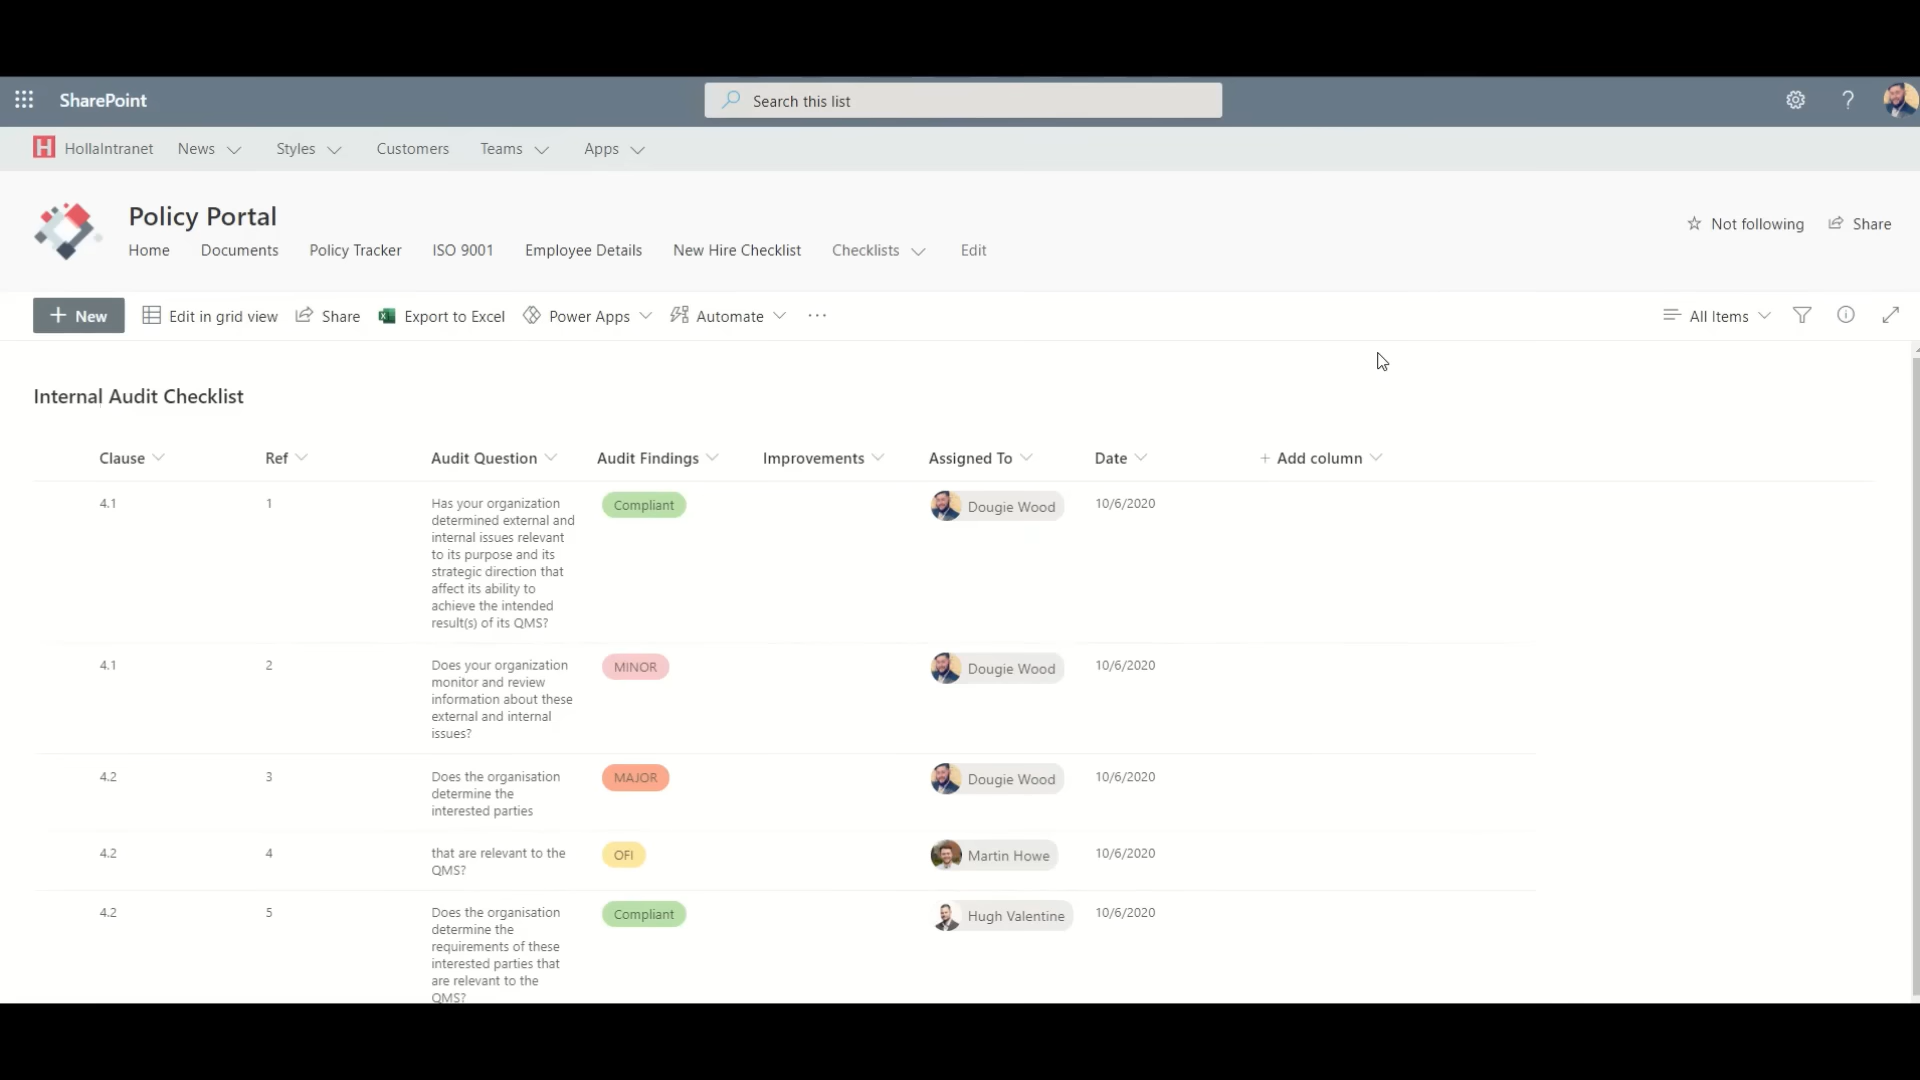 SharePoint
Search this list
?
H HollaIntranet News Styles Customers Teams Apps
Policy Portal
Not following Share
Home Documents Policy Tracker ISO 9001 Employee Details New Hire Checklist Checklists Edit
+ New Edit in grid view Share Export to Excel Power Apps Automate ··· All Items
Internal Audit Checklist
Clause Ref Audit Question Audit Findings Improvements Assigned To Date + Add column
4.1 1 Has your organization Compliant Dougie Wood 10/6/2020
determined external and
internal issues relevant
to its purpose and its
strategic direction that
affect its ability to
achieve the intended
result(s) of its QMS?
4.1 2 Does your organization MINOR Dougie Wood 10/6/2020
monitor and review
information about these
external and internal
issues?
4.2 3 Does the organisation MAJOR Dougie Wood 10/6/2020
determine the
interested parties
4.2 4 that are relevant to the OFI Martin Howe 10/6/2020
QMS?
4.2 5 Does the organisation Compliant Hugh Valentine 10/6/2020
determine the
requirements of these
interested parties that
are relevant to the
QMS?